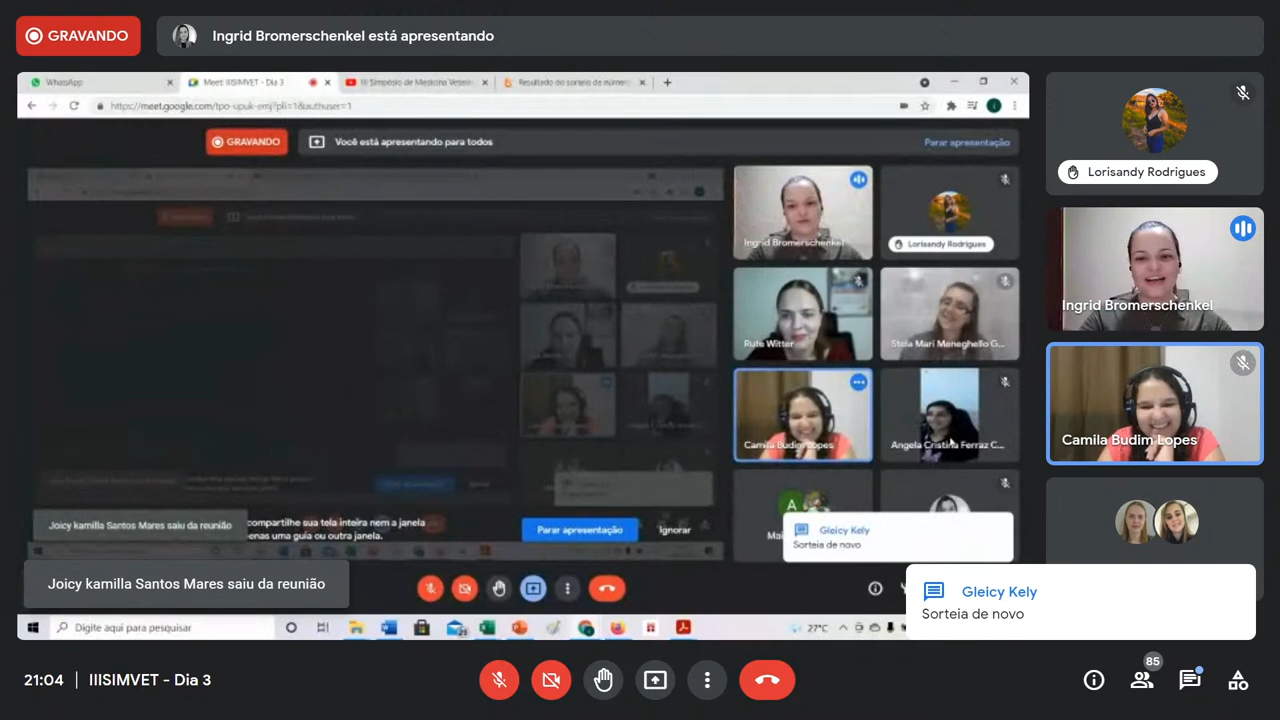 GRAVANDO
Ingrid Bromerschenkel está apresentando
WhatsApp
Meet IIISIMVET - Dia 3
III Simpósio de Medicina Veterin
Resultado do sorteio de número
https://meet.google.com/tpo-upuk-emj?pli=1&authuser=1
GRAVANDO
Você está apresentando para todos
Parar apresentação
Ingrid Bromerschenkel
Lorisandy Rodrigues
Rute Witter
Stela Mari Meneghello G...
Camila Budim Lopes
Angela Cristina Ferraz C...
A
Mai
Gleicy Kely
Sorteia de novo
Joicy kamilla Santos Mares saiu da reunião
compartilhe sua tela inteira nem a janela
enas uma guia ou outra janela.
Parar apresentação
Ignorar
Joicy kamilla Santos Mares saiu da reunião
Digite aqui para pesquisar
27°C
Lorisandy Rodrigues
Ingrid Bromerschenkel
Camila Budim Lopes
Gleicy Kely
Sorteia de novo
21:04 | IIISIMVET - Dia 3
85